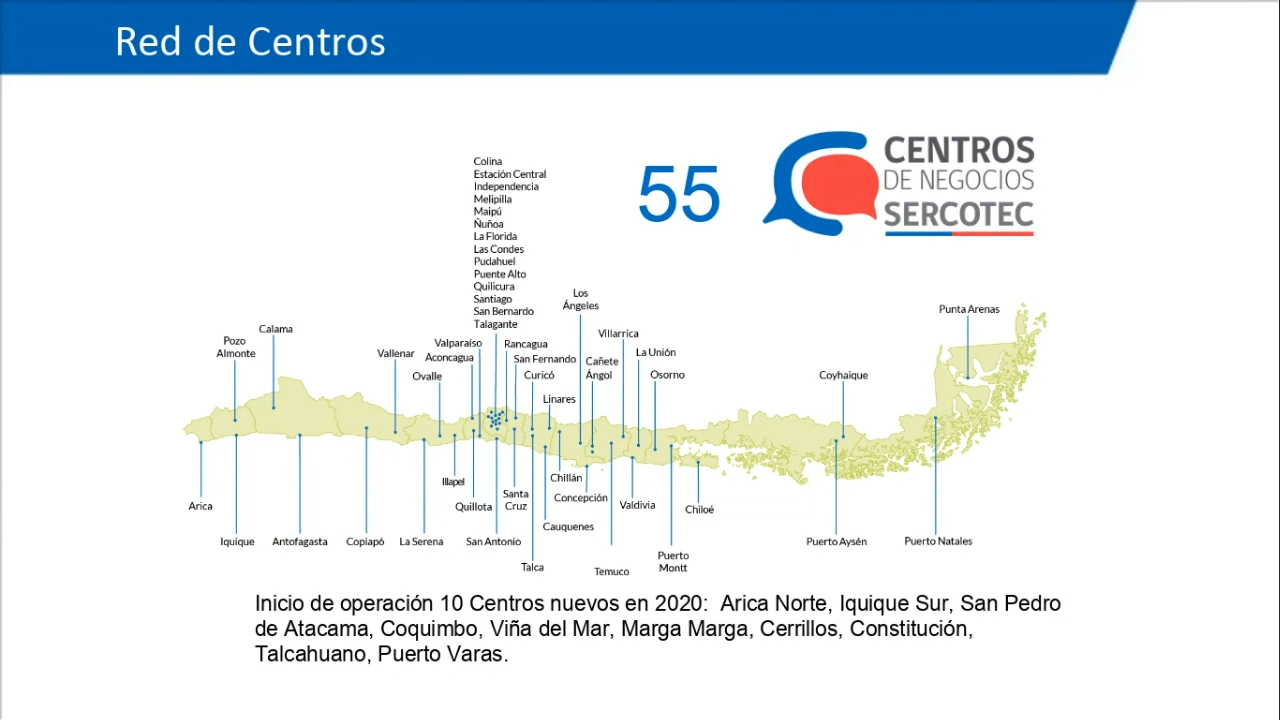 Red de Centros
55
CENTROS
DE NEGOCIOS
SERCOTEC
Colina
Estación Central
Independencia
Melipilla
Maipú
Ñuñoa
La Florida
Las Condes
Pudahuel
Puente Alto
Quilicura
Santiago
San Bernardo
Talagante
Los
Ángeles
Punta Arenas
Pozo
Almonte
Calama
Vallenar
Ovalle
Valparaíso
Aconcagua
Rancagua
San Fernando
Curicó
Linares
Cañete
Ángol
Villarrica
La Unión
Osorno
Coyhaique
Arica
Iquique
Antofagasta
Copiapó
La Serena
Illapel
Quillota
San Antonio
Santa
Cruz
Talca
Cauquenes
Chillán
Concepción
Temuco
Valdivia
Puerto
Montt
Chiloé
Puerto Aysén
Puerto Natales
Inicio de operación 10 Centros nuevos en 2020: Arica Norte, Iquique Sur, San Pedro
de Atacama, Coquimbo, Viña del Mar, Marga Marga, Cerrillos, Constitución,
Talcahuano, Puerto Varas.